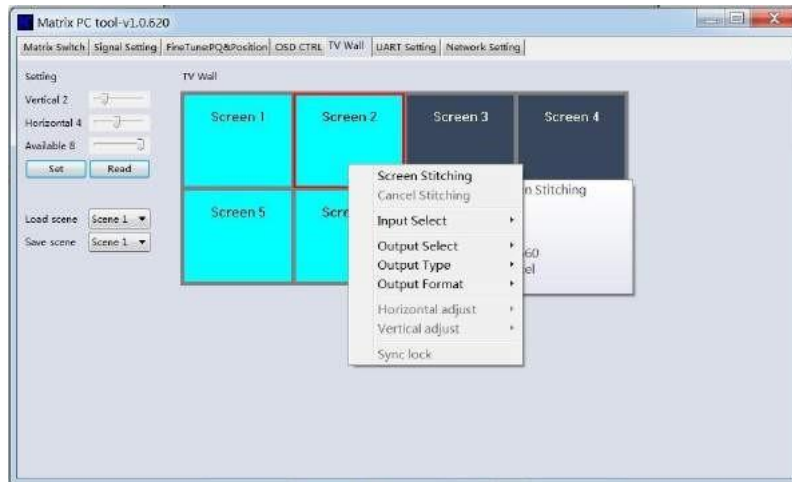 Matrix PC tool-v1.0.620
Matrix Switch Signal Setting FineTunePQ&Position OSD CTRL TV Wall UART Setting Network Setting
Setting TV Wall
Vertical 2
Horizontal 4
Available 8
Set Read
Load scene Scene 1
Save scene Scene 1
Screen 1 Screen 2 Screen 3 Screen 4
Screen 5 Scre
Screen Stitching
Cancel Stitching
Input Select
Output Select
Output Type
Output Format
Horizontal adjust
Vertical adjust
Sync lock
n Stitching
60
el